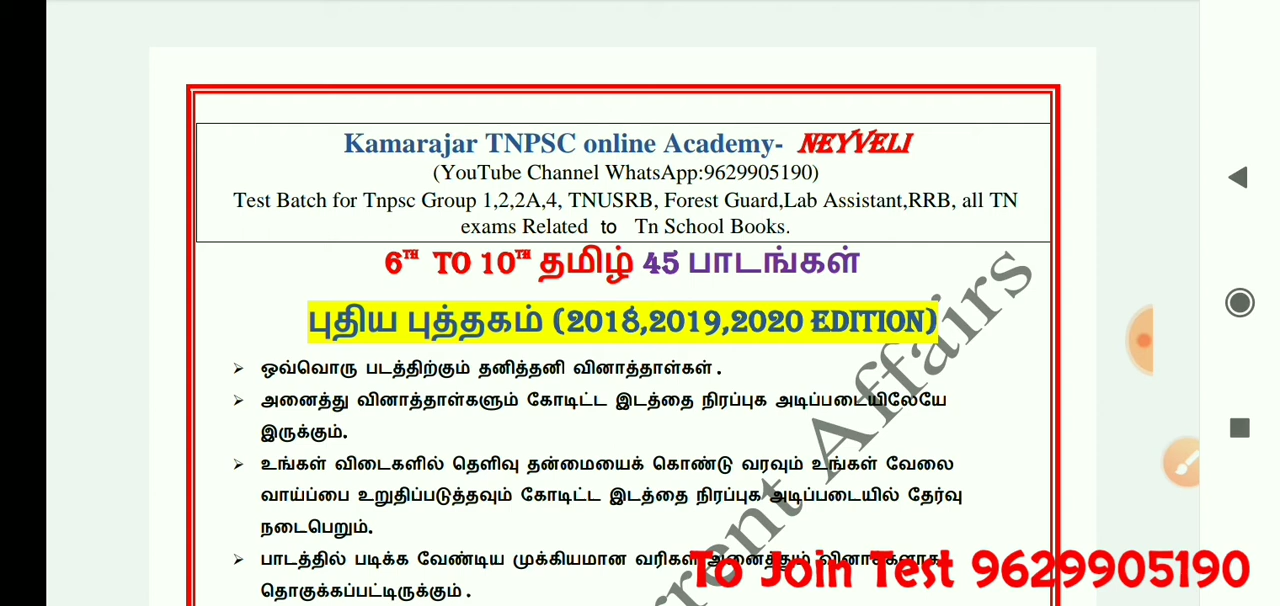 Kamarajar TNPSC online Academy- NEYVELI
(YouTube Channel WhatsApp:9629905190)
Test Batch for Tnpsc Group 1,2,2A,4, TNUSRB, Forest Guard,Lab Assistant,RRB, all TN
exams Related to Tn School Books.
6TH TO 10TH தமிழ் 45 பாடங்கள்
புதிய புத்தகம் (2018,2019,2020 EDITION)
➢ ஒவ்வொரு படத்திற்கும் தனித்தனி வினாத்தாள்கள் .
➢ அனைத்து வினாத்தாள்களும் கோடிட்ட இடத்தை நிரப்புக அடிப்படையிலேயே
இருக்கும்.
➢ உங்கள் விடைகளில் தெளிவு தன்மையைக் கொண்டு வரவும் உங்கள் வேலை
வாய்ப்பை உறுதிப்படுத்தவும் கோடிட்ட இடத்தை நிரப்புக அடிப்படையில் தேர்வு
நடைபெறும்.
➢ பாடத்தில் படிக்க வேண்டிய முக்கியமான வரிகள் அனைத்தும்
தொகுக்கப்பட்டிருக்கும் .
To Join Test 9629905190
Affairs